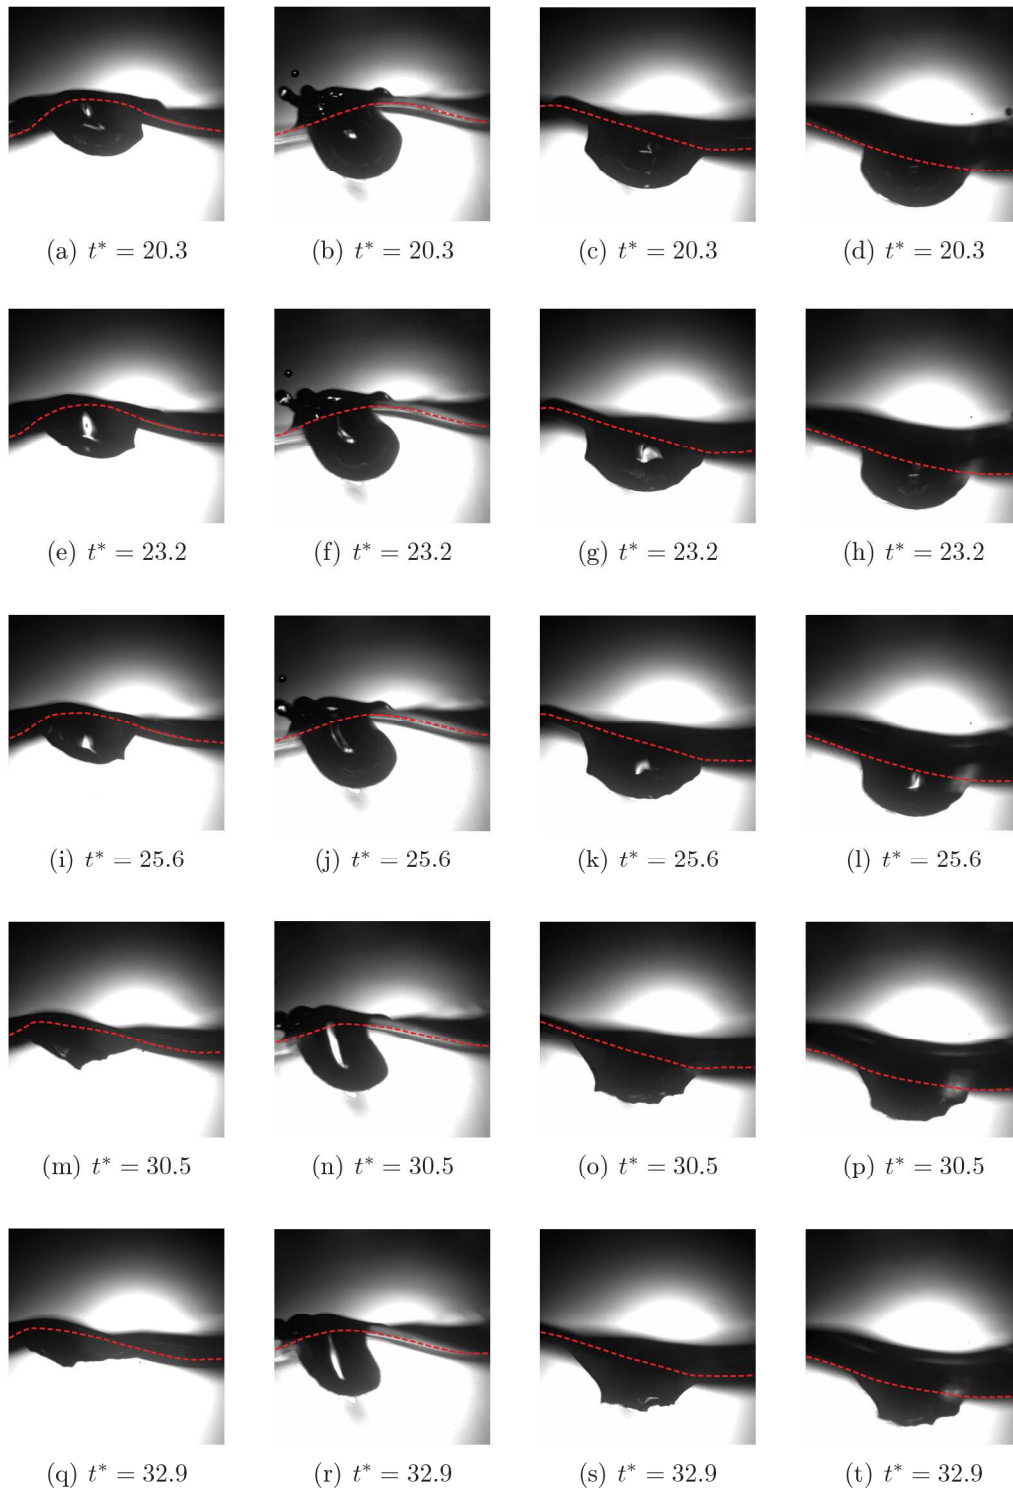 (a) t* = 20.3 (b) t* = 20.3 (c) t* = 20.3 (d) t* = 20.3
(e) t* = 23.2 (f) t* = 23.2 (g) t* = 23.2 (h) t* = 23.2
(i) t* = 25.6 (j) t* = 25.6 (k) t* = 25.6 (l) t* = 25.6
(m) t* = 30.5 (n) t* = 30.5 (o) t* = 30.5 (p) t* = 30.5
(q) t* = 32.9 (r) t* = 32.9 (s) t* = 32.9 (t) t* = 32.9